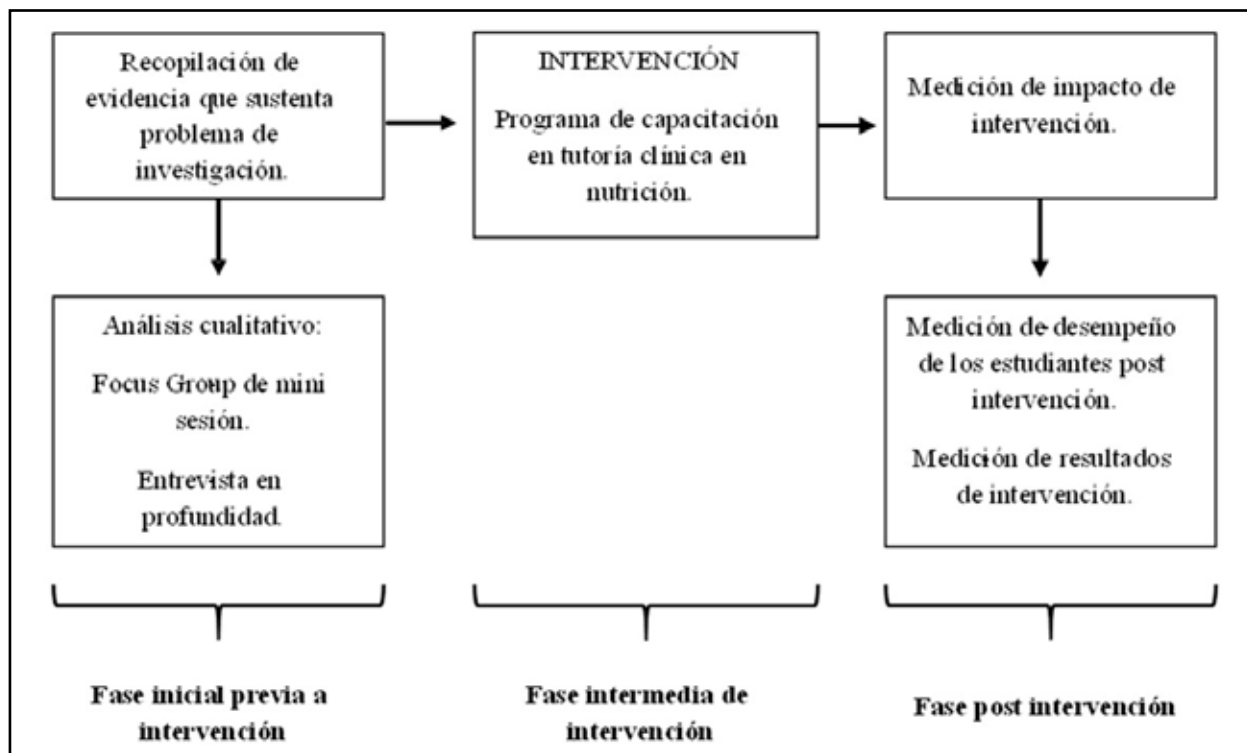 Recopilación de
evidencia que sustenta
problema de
investigación.
Análisis cualitativo:
Focus Group de mini
sesión.
Entrevista en
profundidad.
Fase inicial previa a
intervención
INTERVENCIÓN
Programa de capacitación
en tutoría clínica en
nutrición.
Fase intermedia de
intervención
Medición de impacto de
intervención.
Medición de desempeño
de los estudiantes post
intervención.
Medición de resultados
de intervención.
Fase post intervención